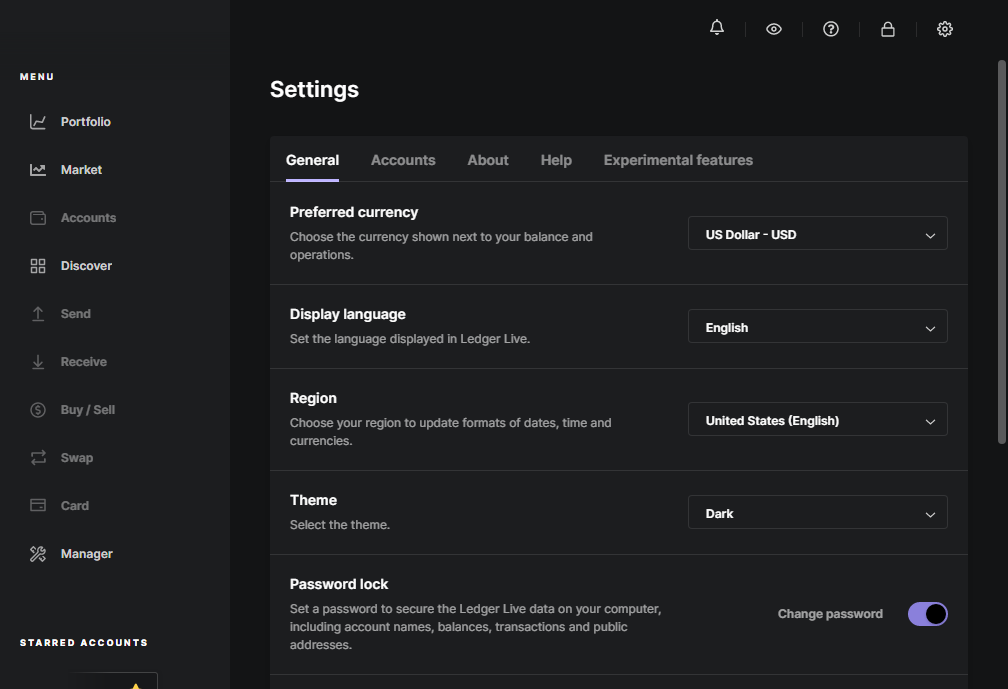 MENU
Portfolio
Market
Accounts
Discover
Send
Receive
Buy / Sell
Swap
Card
Manager
STARRED ACCOUNTS
Settings
General
Accounts
About
Help
Experimental features
Preferred currency
Choose the currency shown next to your balance and
operations.
US Dollar - USD
Display language
Set the language displayed in Ledger Live.
English
Region
Choose your region to update formats of dates, time and
currencies.
United States (English)
Theme
Select the theme.
Dark
Password lock
Set a password to secure the Ledger Live data on your computer,
including account names, balances, transactions and public
addresses.
Change password